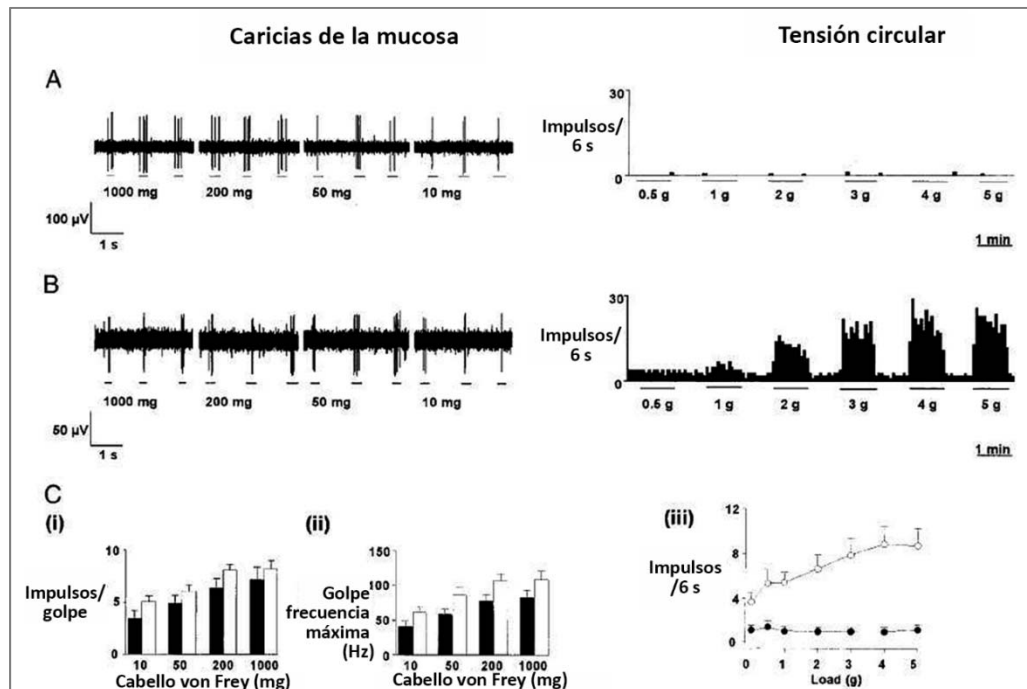 Caricias de la mucosa
Tensión circular
A
1000 mg 200 mg 60 mg 10 mg
100 µV
1 s
30
Impulsos/
6 s
0
0.5 g 1 g 2 g 3 g 4 g 5 g
1 min
B
1000 mg 200 mg 50 mg 10 mg
50 µV
1 s
30
Impulsos/
6 s
0
0.5 g 1 g 2 g 3 g 4 g 5 g
1 min
C
(i)
10
Impulsos/
golpe
5
0
10 50 200 1000
Cabello von Frey (mg)
(ii)
150
Golpe
frecuencia
máxima
(Hz)
100
50
0
10 50 200 1000
Cabello von Frey (mg)
(iii)
12
Impulsos
/6 s
8
4
0
0 1 2 3 4 5
Load (g)